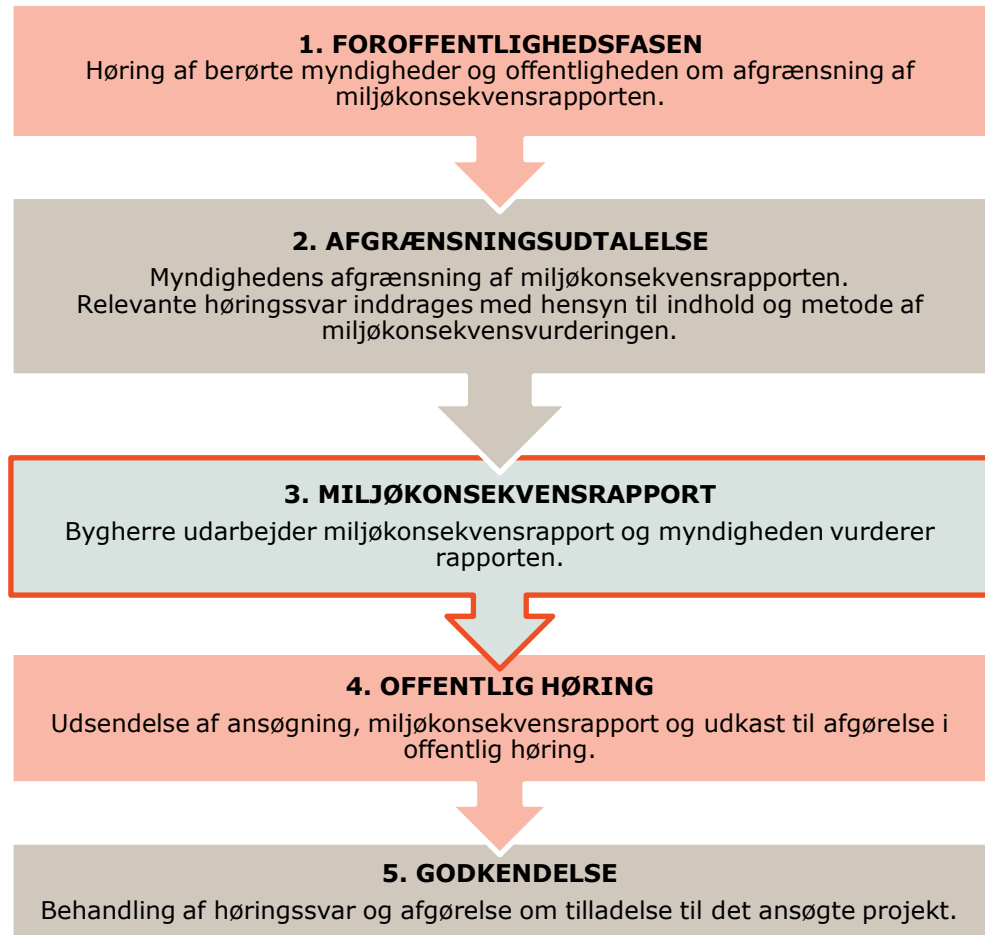 1. FOROFFENTLIGHEDSFASEN
Høring af berørte myndigheder og offentligheden om afgrænsning af
miljøkonsekvensrapporten.
2. AFGRÆNSNINGSUDTALELSE
Myndighedens afgrænsning af miljøkonsekvensrapporten.
Relevante høringssvar inddrages med hensyn til indhold og metode af
miljøkonsekvensvurderingen.
3. MILJØKONSEKVENSRAPPORT
Bygherre udarbejder miljøkonsekvensrapport og myndigheden vurderer
rapporten.
4. OFFENTLIG HØRING
Udsendelse af ansøgning, miljøkonsekvensrapport og udkast til afgørelse i
offentlig høring.
5. GODKENDELSE
Behandling af høringssvar og afgørelse om tilladelse til det ansøgte projekt.